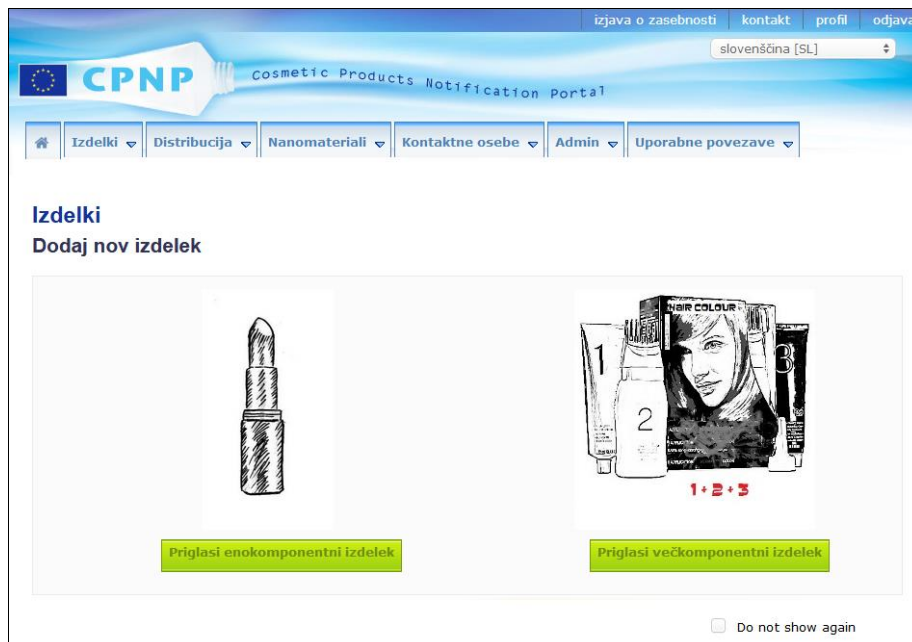 izjava o zasebnosti kontakt profil odjava
slovenščina [SL]
CPNP Cosmetic Products Notification Portal
Izdelki Distribucija Nanomateriali Kontaktne osebe Admin Uporabne povezave
Izdelki
Dodaj nov izdelek
HAIR COLOUR
1
3
2
1+2+3
Priglasi enokomponentni izdelek Priglasi večkomponentni izdelek
Do not show again